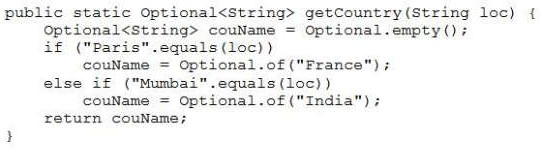 public static Optional<String> getCountry(String loc) {
    Optional<String> couName = Optional.empty();
    if ("Paris".equals(loc))
        couName = Optional.of("France");
    else if ("Mumbai".equals(loc))
        couName = Optional.of("India");
    return couName;
}